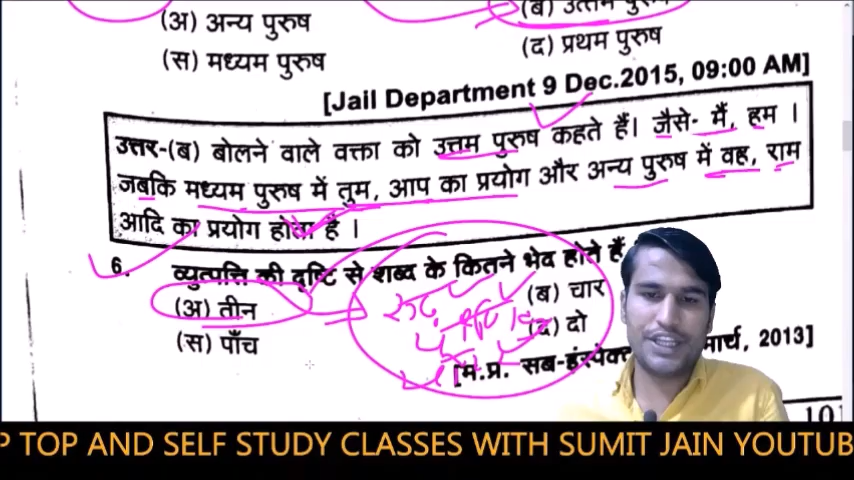 (अ) अन्य पुरुष
(ब) उत्तम पुरुष
(स) मध्यम पुरुष
(द) प्रथम पुरुष
[Jail Department 9 Dec.2015, 09:00 AM]
उत्तर-(ब) बोलने वाले वक्ता को उत्तम पुरुष कहते हैं। जैसे- मैं, हम ।
जबकि मध्यम पुरुष में तुम, आप का प्रयोग और अन्य पुरुष में वह, राम
आदि का प्रयोग होता है ।
6. व्युत्पत्ति की दृष्टि से शब्द के कितने भेद होते हैं
(अ) तीन
(ब) चार
(स) पाँच
(द) दो
[म.प्र. सब-इंस्पेक्ट मार्च, 2013]
101
P TOP AND SELF STUDY CLASSES WITH SUMIT JAIN YOUTUB